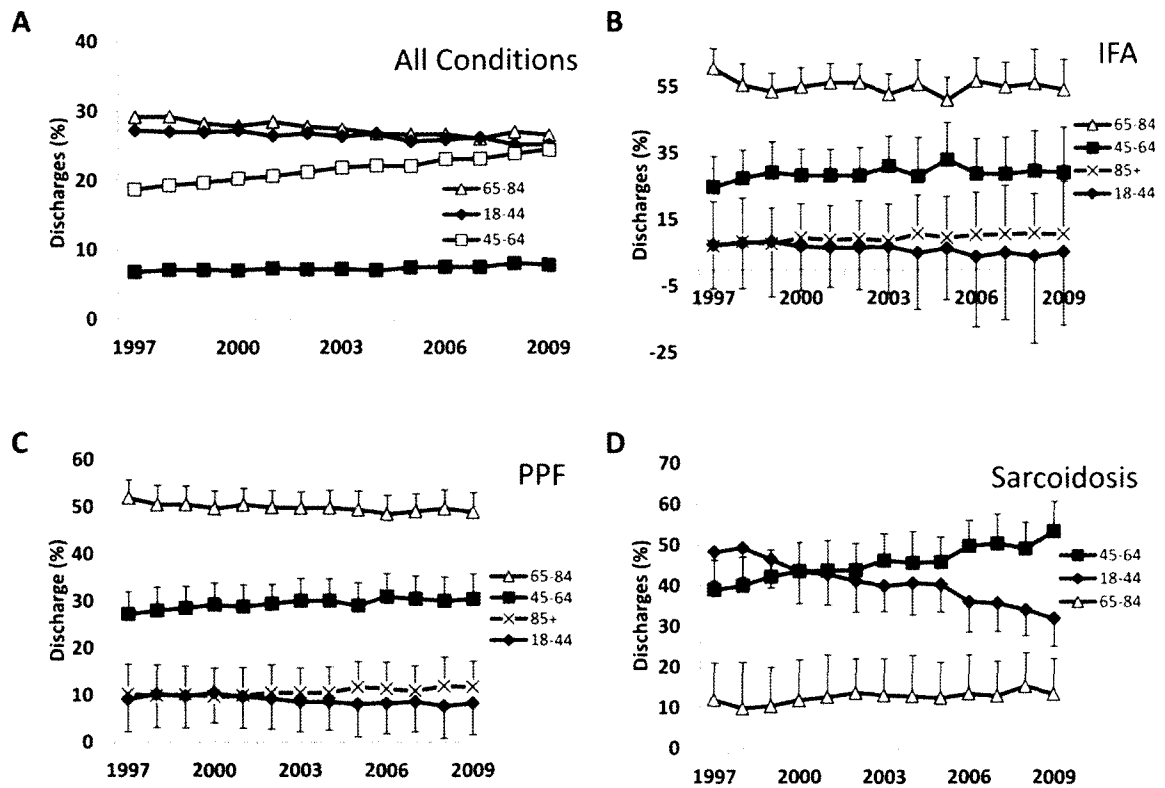 A
All Conditions
Discharges (%)
40
30
20
10
0
1997 2000 2003 2006 2009
65-84
18-44
45-64
B
IFA
Discharges (%)
55
35
15
-5
-25
1997 2000 2003 2006 2009
65-84
45-64
85+
18-44
C
PPF
Discharge (%)
60
50
40
30
20
10
0
1997 2000 2003 2006 2009
65-84
45-64
85+
18-44
D
Sarcoidosis
Discharges (%)
70
60
50
40
30
20
10
0
1997 2000 2003 2006 2009
45-64
18-44
65-84